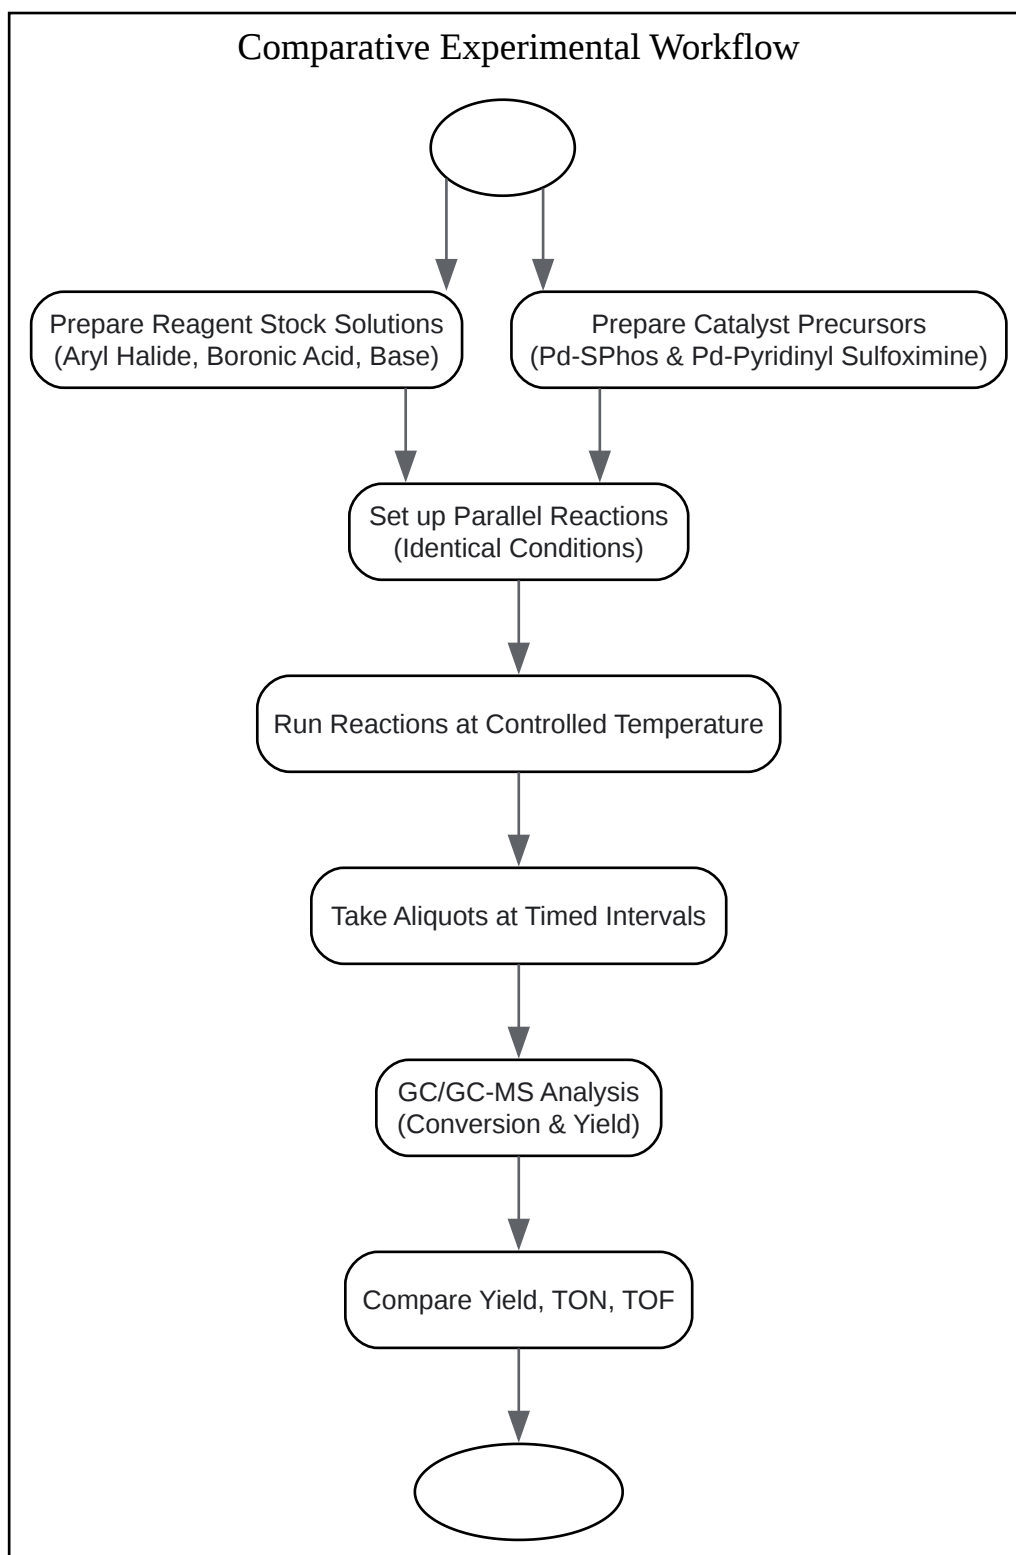 Comparative Experimental Workflow
Prepare Reagent Stock Solutions
(Aryl Halide, Boronic Acid, Base)
Prepare Catalyst Precursors
(Pd-SPhos & Pd-Pyridinyl Sulfoximine)
Set up Parallel Reactions
(Identical Conditions)
Run Reactions at Controlled Temperature
Take Aliquots at Timed Intervals
GC/GC-MS Analysis
(Conversion & Yield)
Compare Yield, TON, TOF